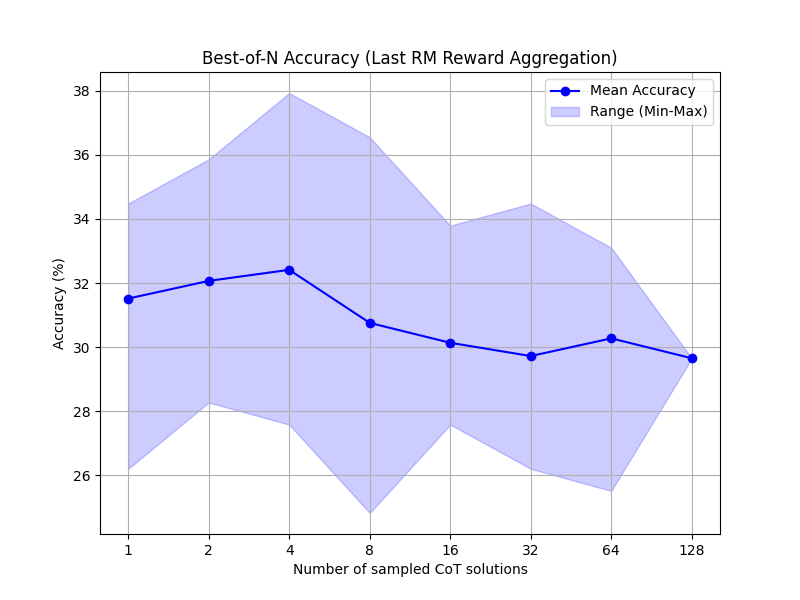 Best-of-N Accuracy (Last RM Reward Aggregation)
Mean Accuracy
Range (Min-Max)
Accuracy (%)
38
36
34
32
30
28
26
1 2 4 8 16 32 64 128
Number of sampled CoT solutions